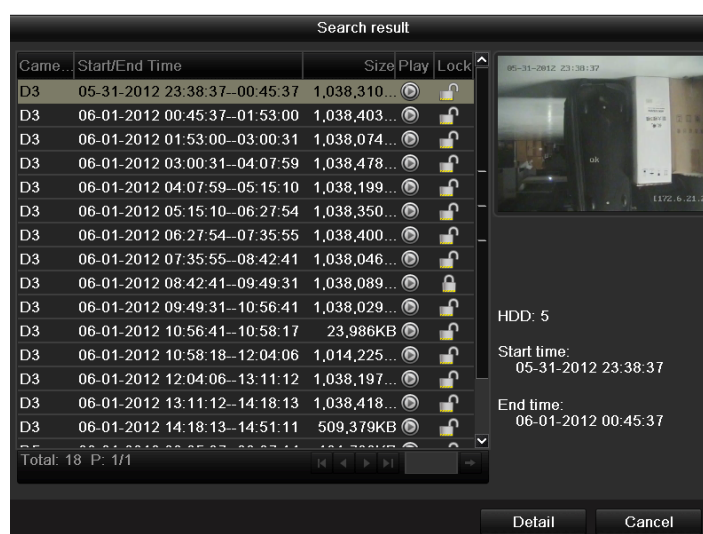 Search result
Came... Start/End Time Size Play Lock
D3 05-31-2012 23:38:37--00:45:37 1,038,310...
D3 06-01-2012 00:45:37--01:53:00 1,038,403...
D3 06-01-2012 01:53:00--03:00:31 1,038,074...
D3 06-01-2012 03:00:31--04:07:59 1,038,478...
D3 06-01-2012 04:07:59--05:15:10 1,038,199...
D3 06-01-2012 05:15:10--06:27:54 1,038,350...
D3 06-01-2012 06:27:54--07:35:55 1,038,400...
D3 06-01-2012 07:35:55--08:42:41 1,038,046...
D3 06-01-2012 08:42:41--09:49:31 1,038,089...
D3 06-01-2012 09:49:31--10:56:41 1,038,029...
D3 06-01-2012 10:56:41--10:58:17 23,986KB
D3 06-01-2012 10:58:18--12:04:06 1,014,225...
D3 06-01-2012 12:04:06--13:11:12 1,038,197...
D3 06-01-2012 13:11:12--14:18:13 1,038,418...
D3 06-01-2012 14:18:13--14:51:11 509,379KB
Total: 18 P: 1/1
05-31-2012 23:38:37
uk
HDD: 5
Start time:
05-31-2012 23:38:37
End time:
06-01-2012 00:45:37
Detail Cancel